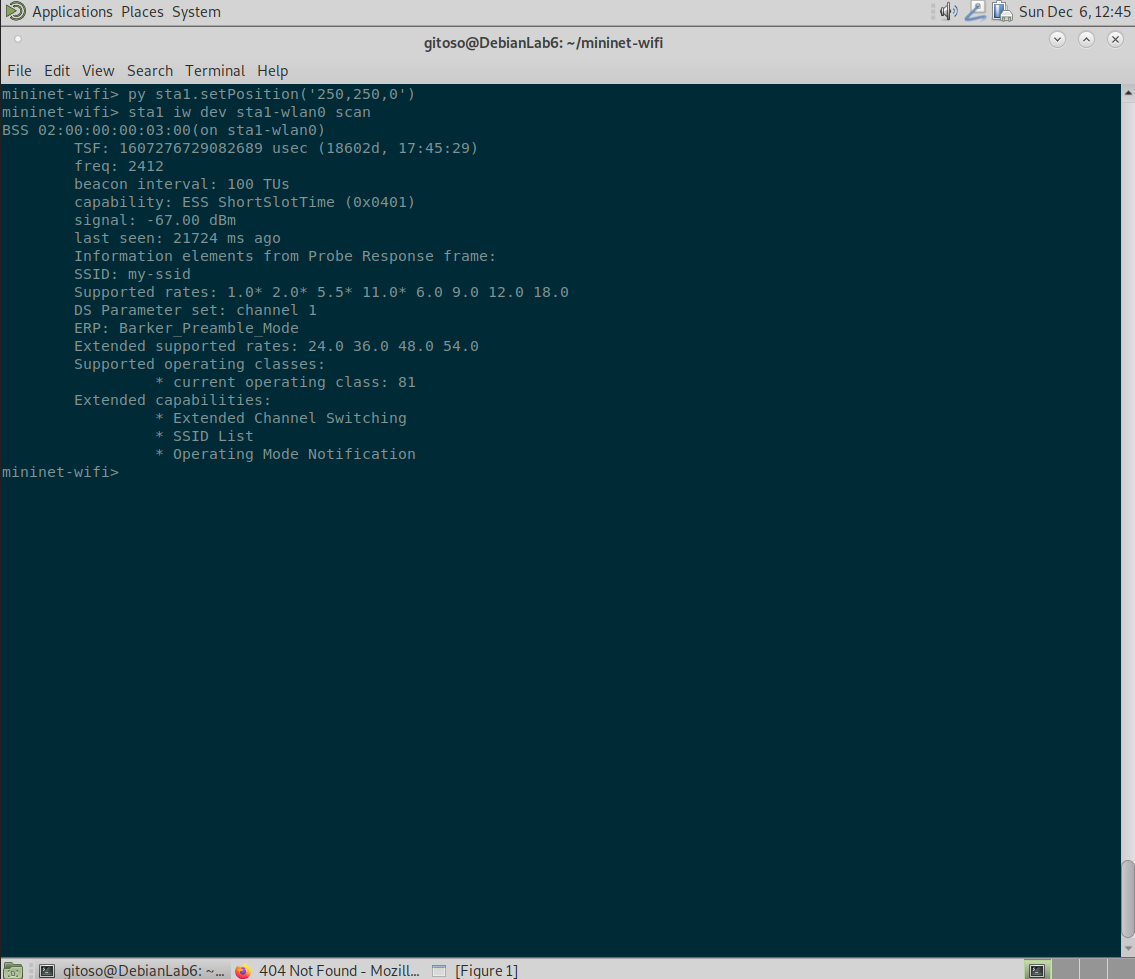 Applications Places System Sun Dec 6, 12:45
gitoso@DebianLab6: ~/mininet-wifi
File Edit View Search Terminal Help
mininet-wifi> py sta1.setPosition('250,250,0')
mininet-wifi> sta1 iw dev sta1-wlan0 scan
BSS 02:00:00:00:03:00(on sta1-wlan0)
TSF: 1607276729082689 usec (18602d, 17:45:29)
freq: 2412
beacon interval: 100 TUs
capability: ESS ShortSlotTime (0x0401)
signal: -67.00 dBm
last seen: 21724 ms ago
Information elements from Probe Response frame:
SSID: my-ssid
Supported rates: 1.0* 2.0* 5.5* 11.0* 6.0 9.0 12.0 18.0
DS Parameter set: channel 1
ERP: Barker_Preamble_Mode
Extended supported rates: 24.0 36.0 48.0 54.0
Supported operating classes:
* current operating class: 81
Extended capabilities:
* Extended Channel Switching
* SSID List
* Operating Mode Notification
mininet-wifi>
gitoso@DebianLab6: ~... 404 Not Found - Mozill... [Figure 1]